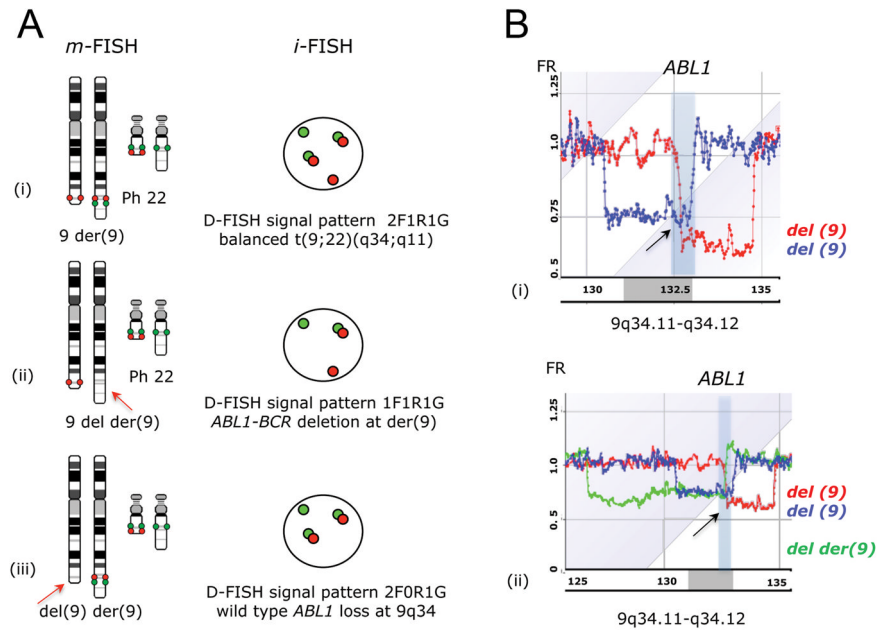 A
m-FISH
i-FISH
(i)
Ph 22
9 der(9)
D-FISH signal pattern 2F1R1G
balanced t(9;22)(q34;q11)
(ii)
Ph 22
9 del der(9)
D-FISH signal pattern 1F1R1G
ABL1-BCR deletion at der(9)
(iii)
del(9) der(9)
D-FISH signal pattern 2F0R1G
wild type ABL1 loss at 9q34
B
FR
ABL1
1.25
1.0
0.75
0.5
del (9)
del (9)
(i)
130
132.5
135
9q34.11-q34.12
FR
ABL1
1.25
1.0
0.5
0
del (9)
del (9)
del der(9)
(ii)
125
130
135
9q34.11-q34.12